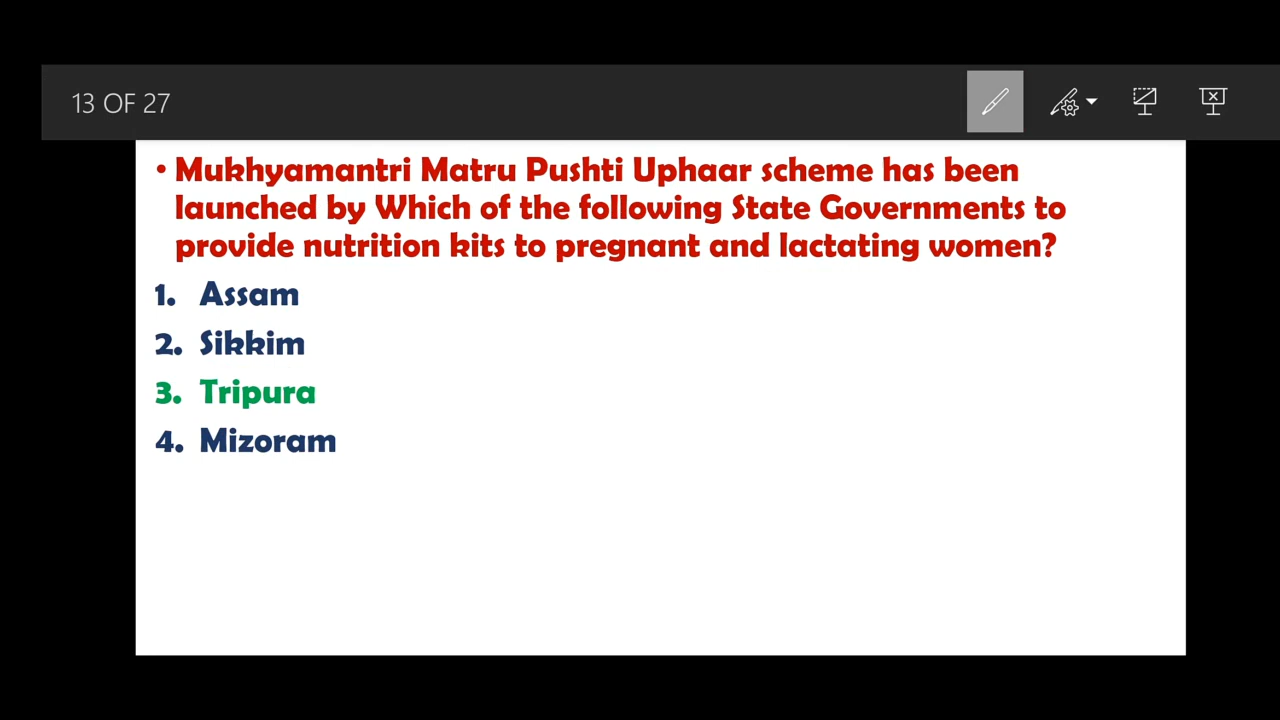 13 OF 27
• Mukhyamantri Matru Pushti Uphaar scheme has been
launched by Which of the following State Governments to
provide nutrition kits to pregnant and lactating women?
1. Assam
2. Sikkim
3. Tripura
4. Mizoram